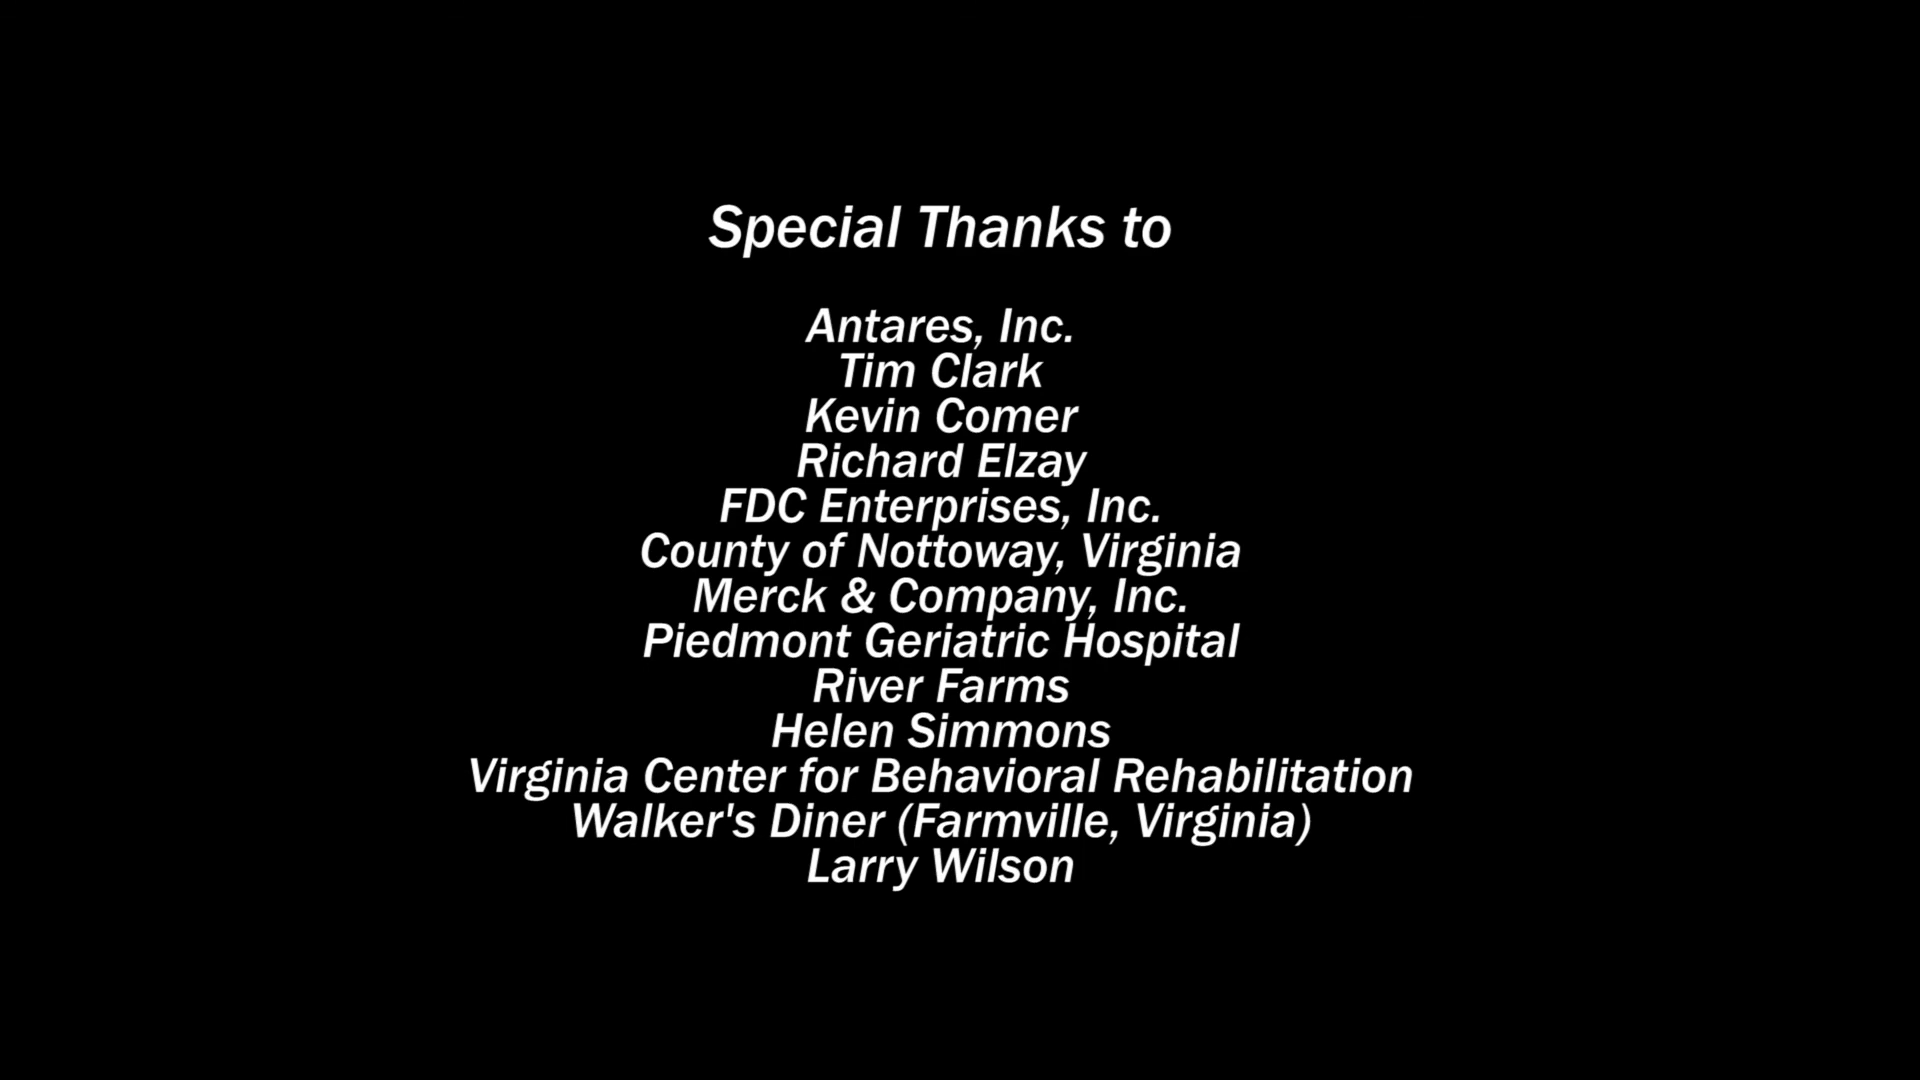 Special Thanks to
Antares, Inc.
Tim Clark
Kevin Comer
Richard Elzay
FDC Enterprises, Inc.
County of Nottoway, Virginia
Merck & Company, Inc.
Piedmont Geriatric Hospital
River Farms
Helen Simmons
Virginia Center for Behavioral Rehabilitation
Walker's Diner (Farmville, Virginia)
Larry Wilson